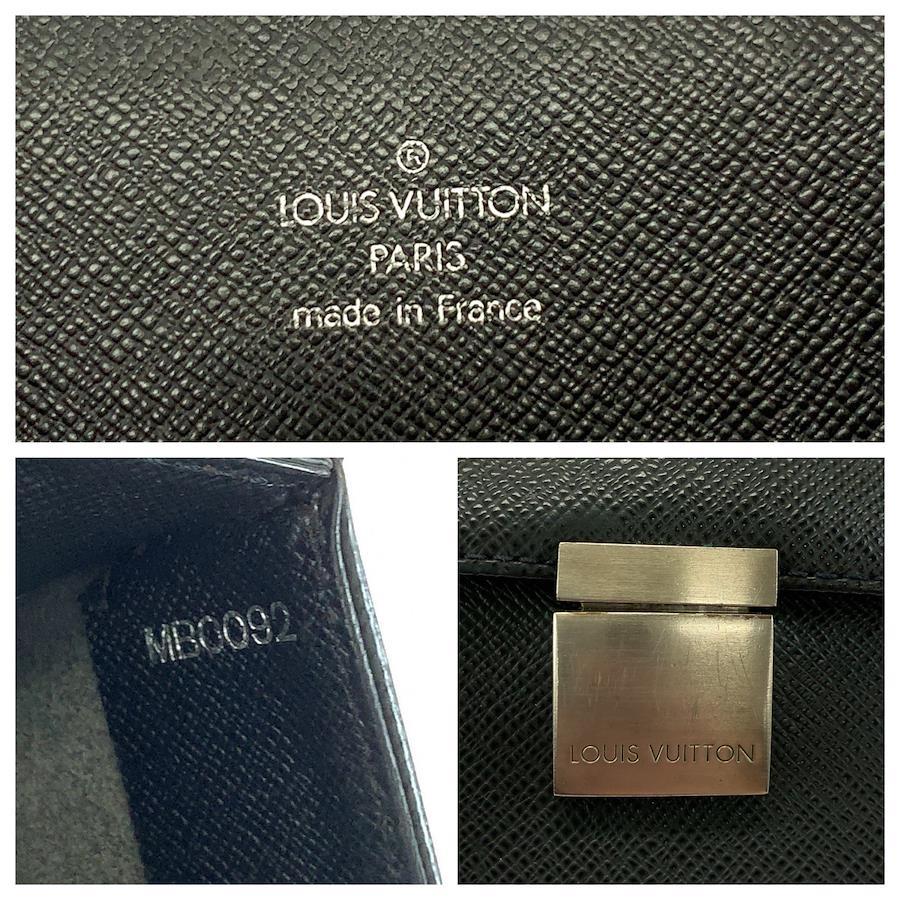 ®
LOUIS VUITTON
PARIS
made in France
MB0092
LOUIS VUITTON